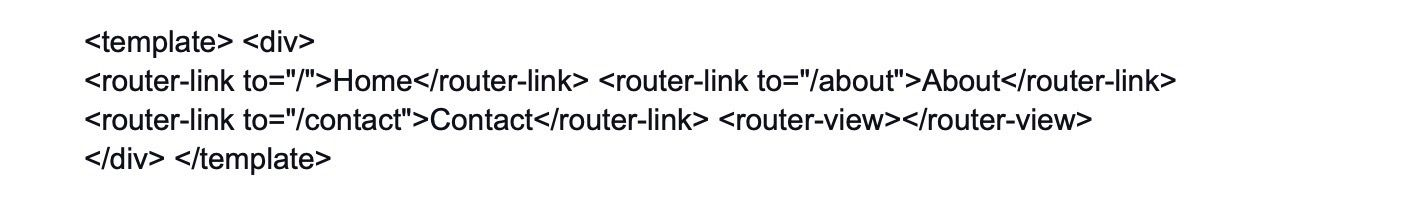 <template> <div>
<router-link to="/">Home</router-link> <router-link to="/about">About</router-link>
<router-link to="/contact">Contact</router-link> <router-view></router-view>
</div> </template>